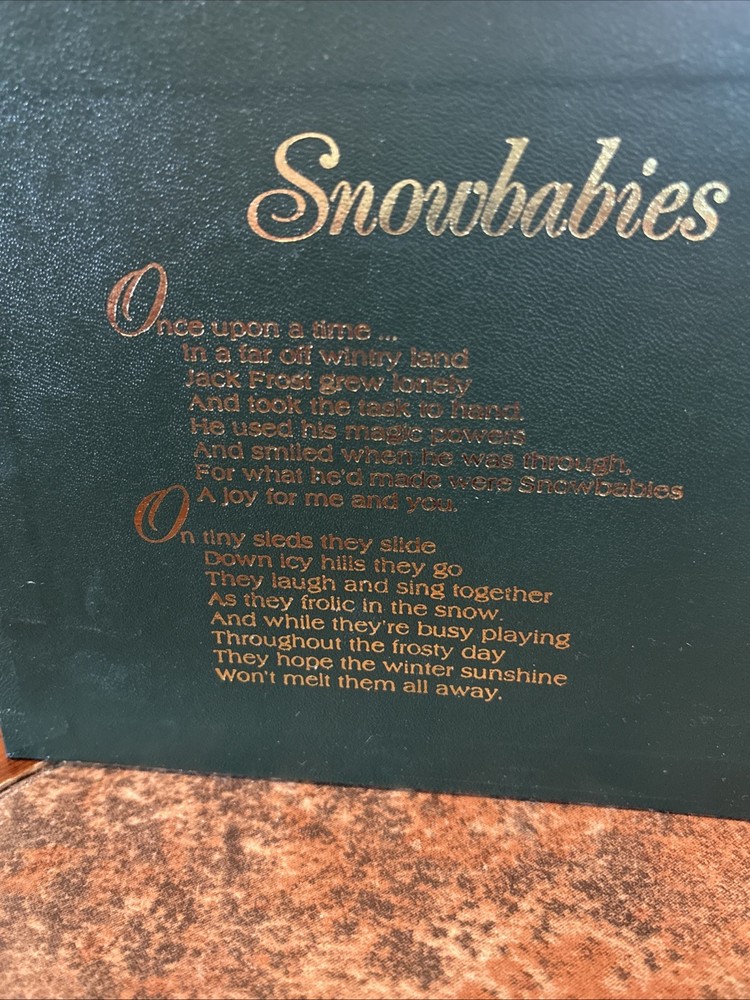 Snowbabies
Once upon a time...
In a far off wintry land
Jack Frost grew lonely
And took the task to hand.
He used his magic powers
And smiled when he was through,
For what he'd made were Snowbabies
A joy for me and you.
On tiny sleds they slide
Down icy hills they go
They laugh and sing together
As they frolic in the snow.
And while they're busy playing
Throughout the frosty day
They hope the winter sunshine
Won't melt them all away.